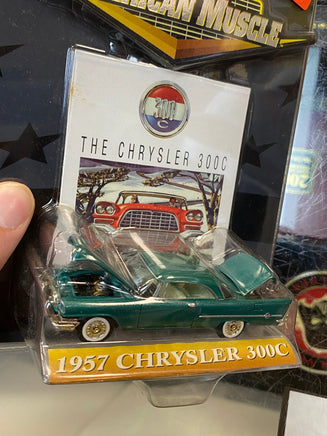 AMERICAN MUSCLE
300
C
THE CHRYSLER 300C
1957 CHRYSLER 300C